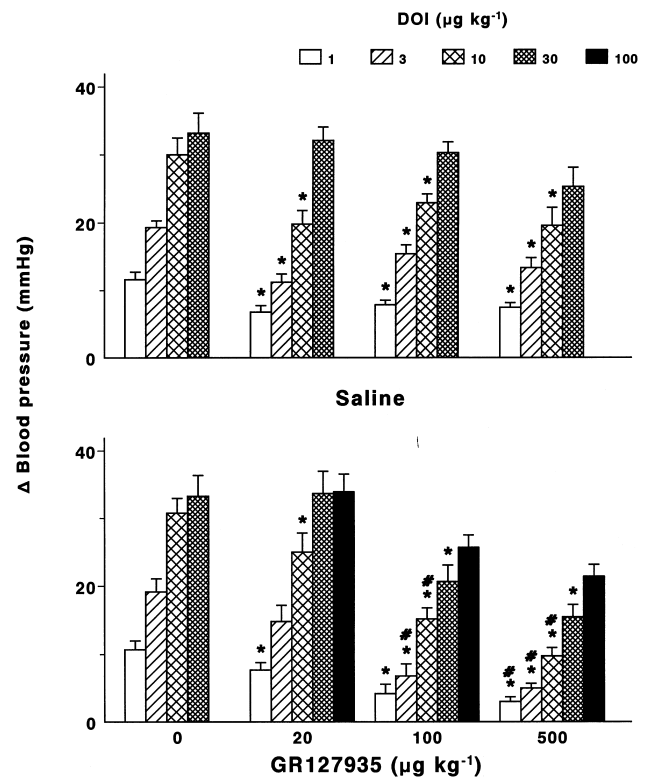 DOI (µg kg-1)
1 3 10 30 100
40
20
0
* * *
* * *
* * *
Δ Blood pressure (mmHg)
Saline
40
20
0
* *
* # * # * *
# * # * # * *
0 20 100 500
GR127935 (µg kg-1)